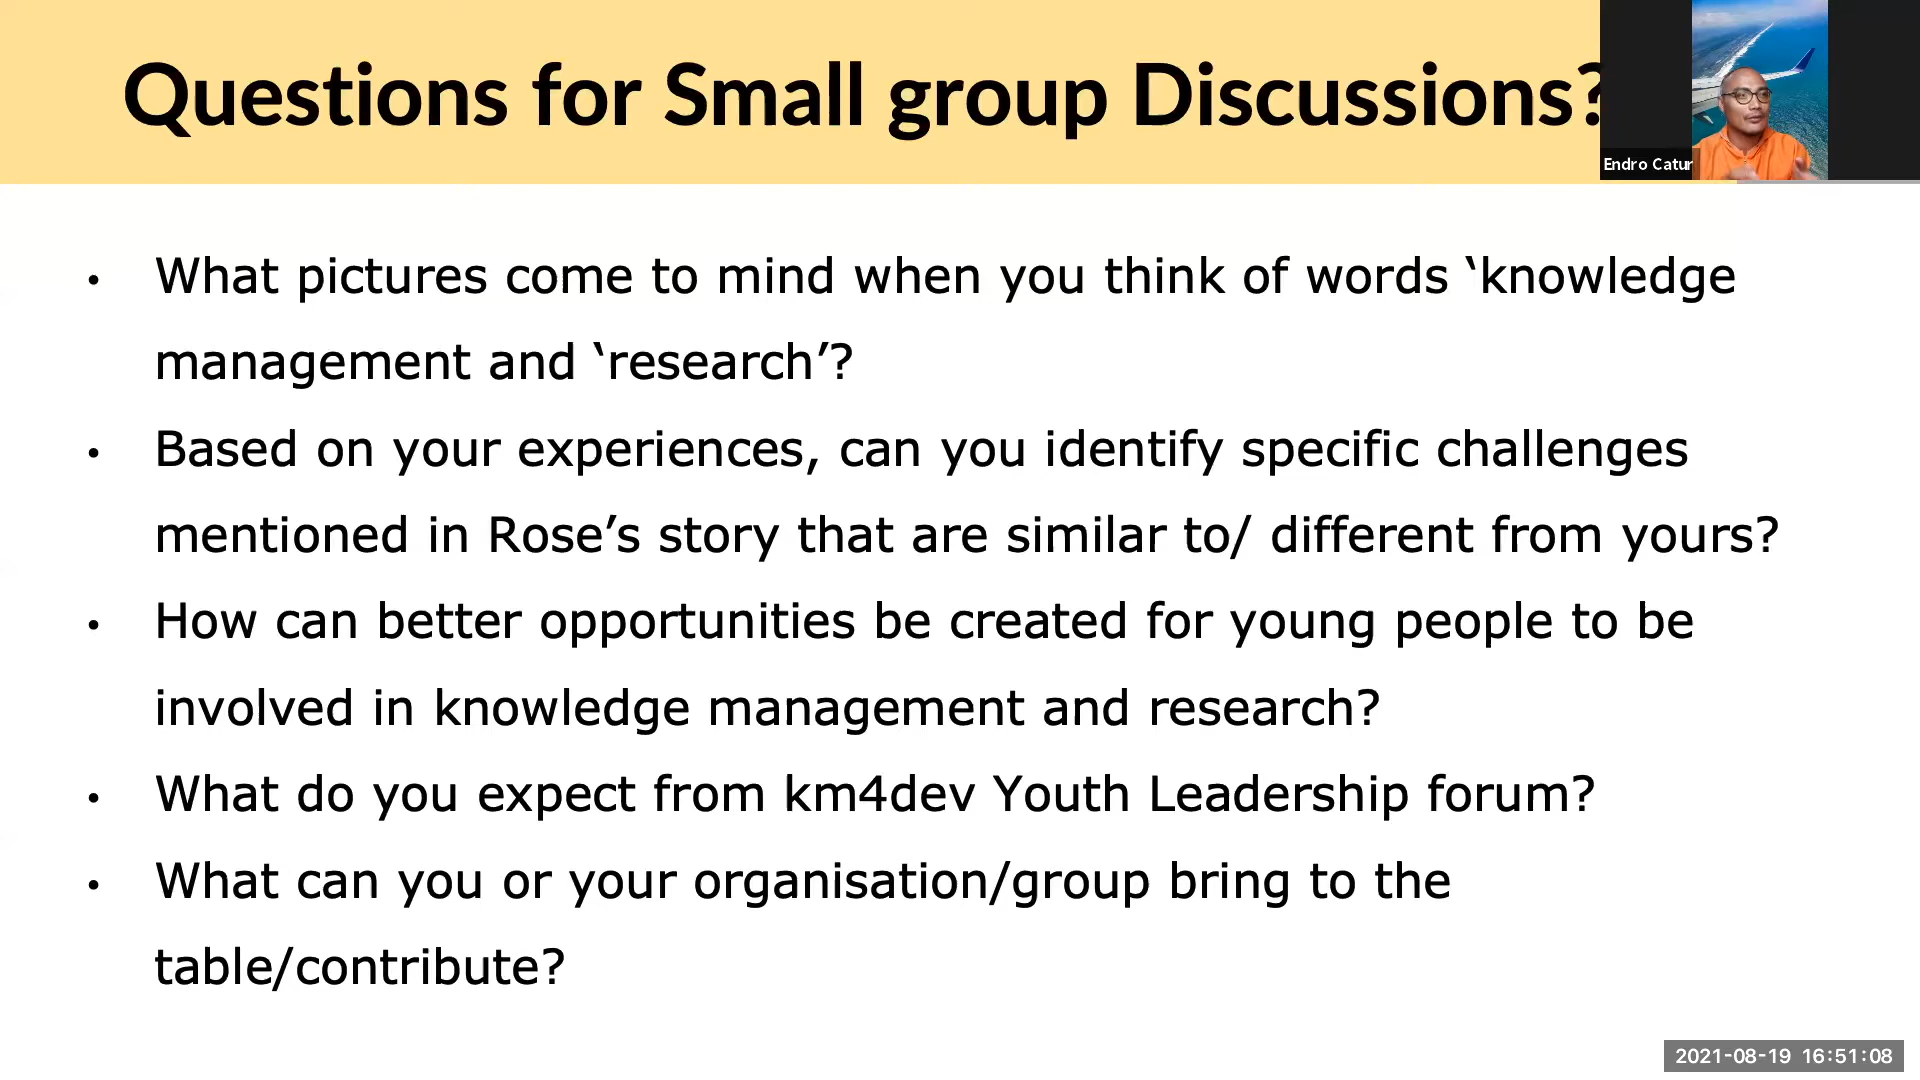 Questions for Small group Discussions?
Endro Catur
• What pictures come to mind when you think of words ‘knowledge
management and ‘research’?
• Based on your experiences, can you identify specific challenges
mentioned in Rose’s story that are similar to/ different from yours?
• How can better opportunities be created for young people to be
involved in knowledge management and research?
• What do you expect from km4dev Youth Leadership forum?
• What can you or your organisation/group bring to the
table/contribute?
2021-08-19 16:51:08